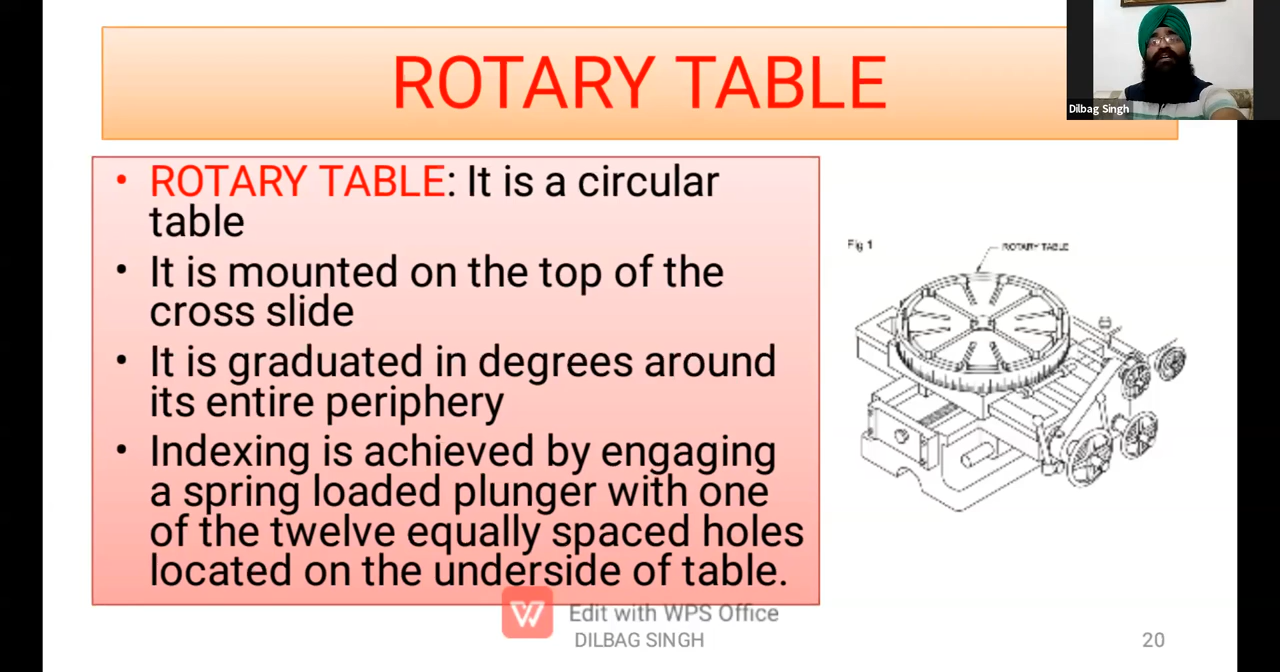 ROTARY TABLE
Dilbag Singh
• ROTARY TABLE: It is a circular
table
• It is mounted on the top of the
cross slide
• It is graduated in degrees around
its entire periphery
• Indexing is achieved by engaging
a spring loaded plunger with one
of the twelve equally spaced holes
located on the underside of table.
Fig 1
ROTARY TABLE
Edit with WPS Office
DILBAG SINGH
20